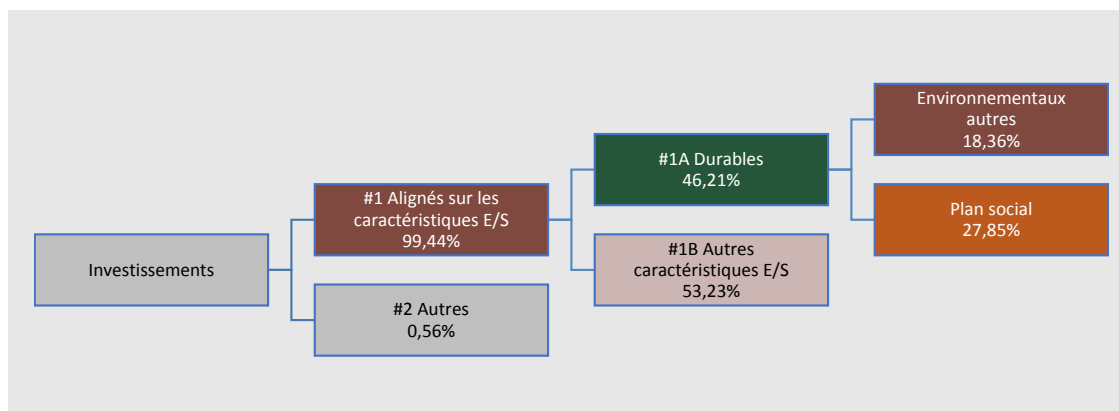 Investissements
#1 Alignés sur les
caractéristiques E/S
99,44%
#2 Autres
0,56%
#1A Durables
46,21%
#1B Autres
caractéristiques E/S
53,23%
Environnementaux
autres
18,36%
Plan social
27,85%